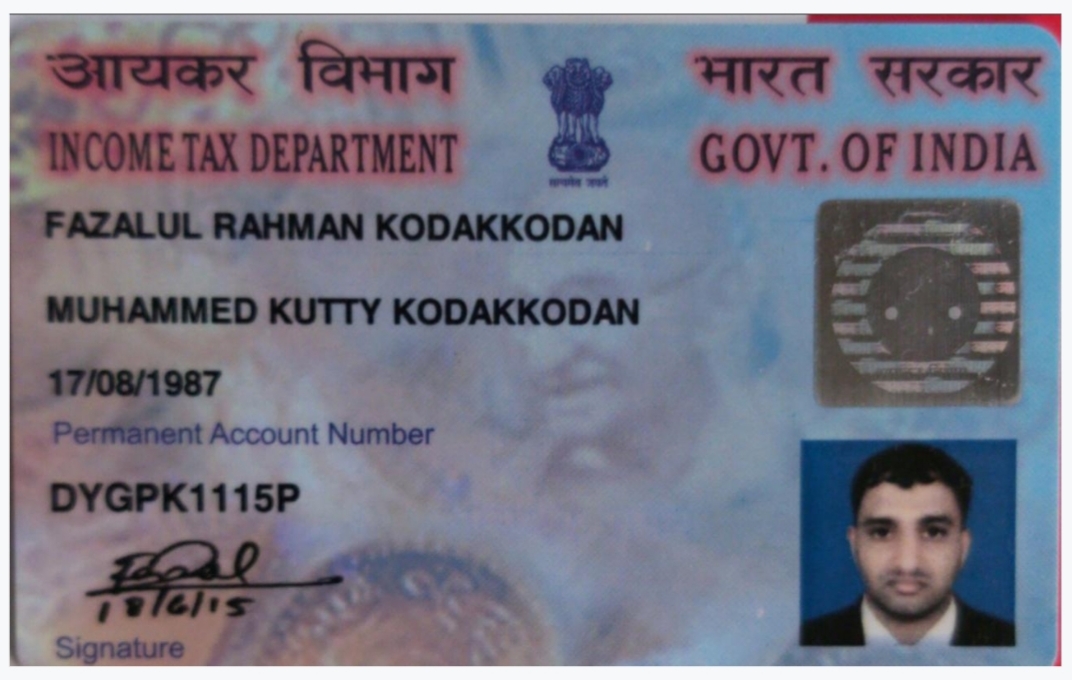 आयकर विभाग
भारत सरकार
INCOME TAX DEPARTMENT
GOVT. OF INDIA
सत्यमेव जयते
FAZALUL RAHMAN KODAKKODAN
MUHAMMED KUTTY KODAKKODAN
17/08/1987
Permanent Account Number
DYGPK1115P
Fazal
18/6/15
Signature